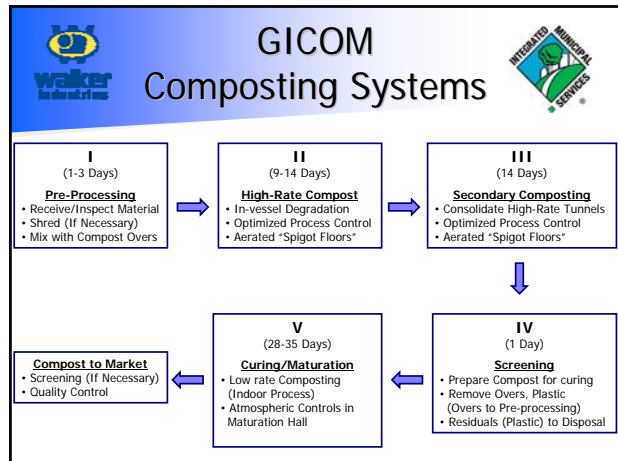 walker
industries
GICOM
Composting Systems
INTEGRATED
MUNICIPAL
SERVICES
I
(1-3 Days)
Pre-Processing
• Receive/Inspect Material
• Shred (If Necessary)
• Mix with Compost Overs
II
(9-14 Days)
High-Rate Compost
• In-vessel Degradation
• Optimized Process Control
• Aerated “Spigot Floors”
III
(14 Days)
Secondary Composting
• Consolidate High-Rate Tunnels
• Optimized Process Control
• Aerated “Spigot Floors”
IV
(1 Day)
Screening
• Prepare Compost for curing
• Remove Overs, Plastic
(Overs to Pre-processing)
• Residuals (Plastic) to Disposal
V
(28-35 Days)
Curing/Maturation
• Low rate Composting
(Indoor Process)
• Atmospheric Controls in
Maturation Hall
Compost to Market
• Screening (If Necessary)
• Quality Control